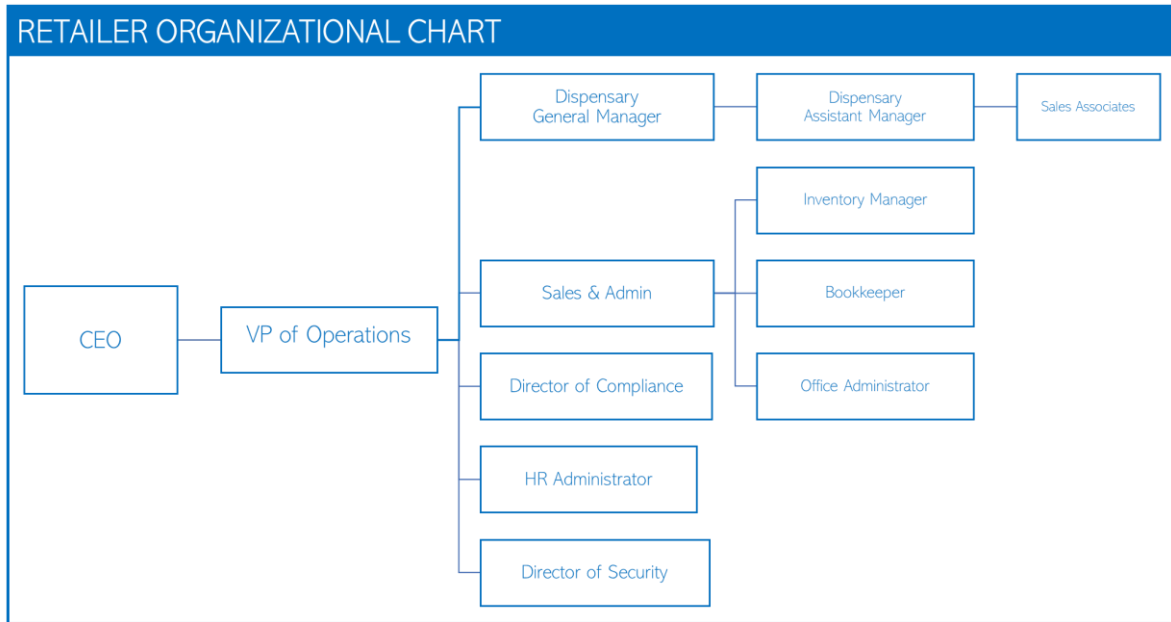 RETAILER ORGANIZATIONAL CHART
Dispensary
General Manager
Dispensary
Assistant Manager
Sales Associates
Inventory Manager
CEO
VP of Operations
Sales & Admin
Bookkeeper
Director of Compliance
Office Administrator
HR Administrator
Director of Security